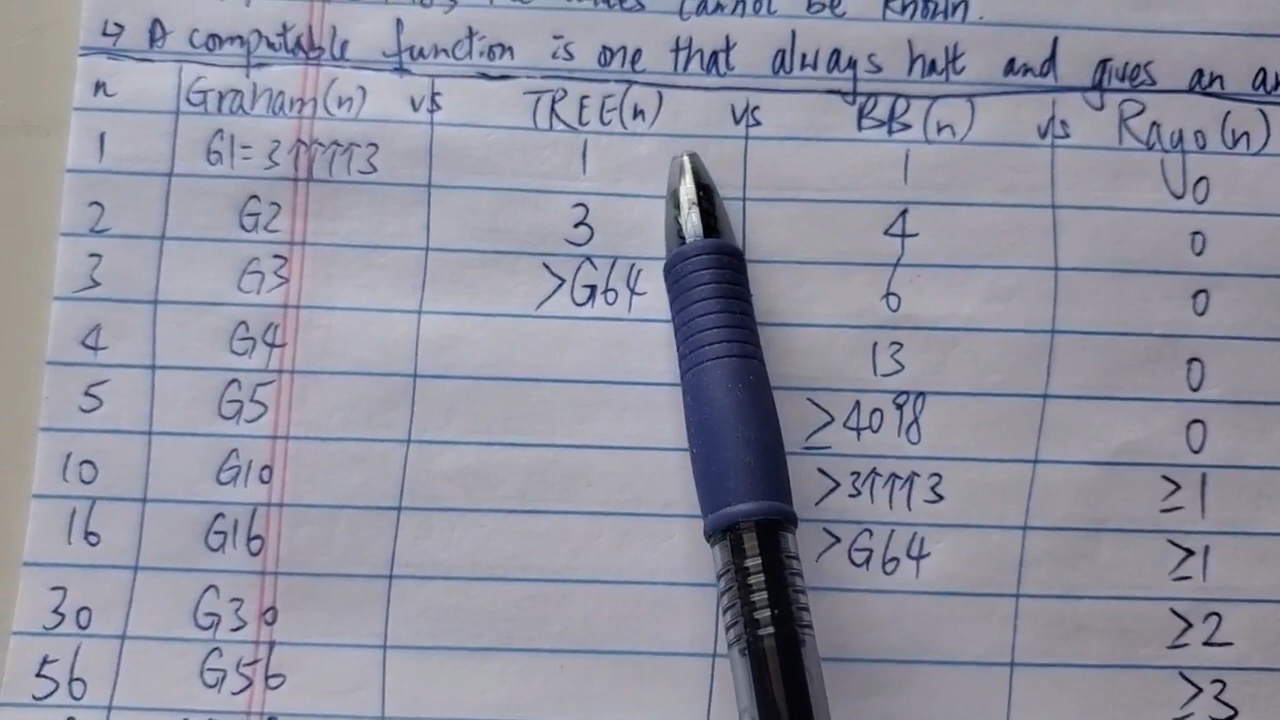 cannot be known.
↳ A computable function is one that always halt and gives an
n Graham(n) vs TREE(n) vs BB(n) vs Rayo(n)
1 G1=3↑↑↑↑3 1 1 0
2 G2 3 4 0
3 G3 >G64 6 0
4 G4 13 0
5 G5 ≥4098 0
10 G10 >3↑↑↑3 ≥1
16 G16 >G64 ≥1
30 G30 ≥2
56 G56 ≥3